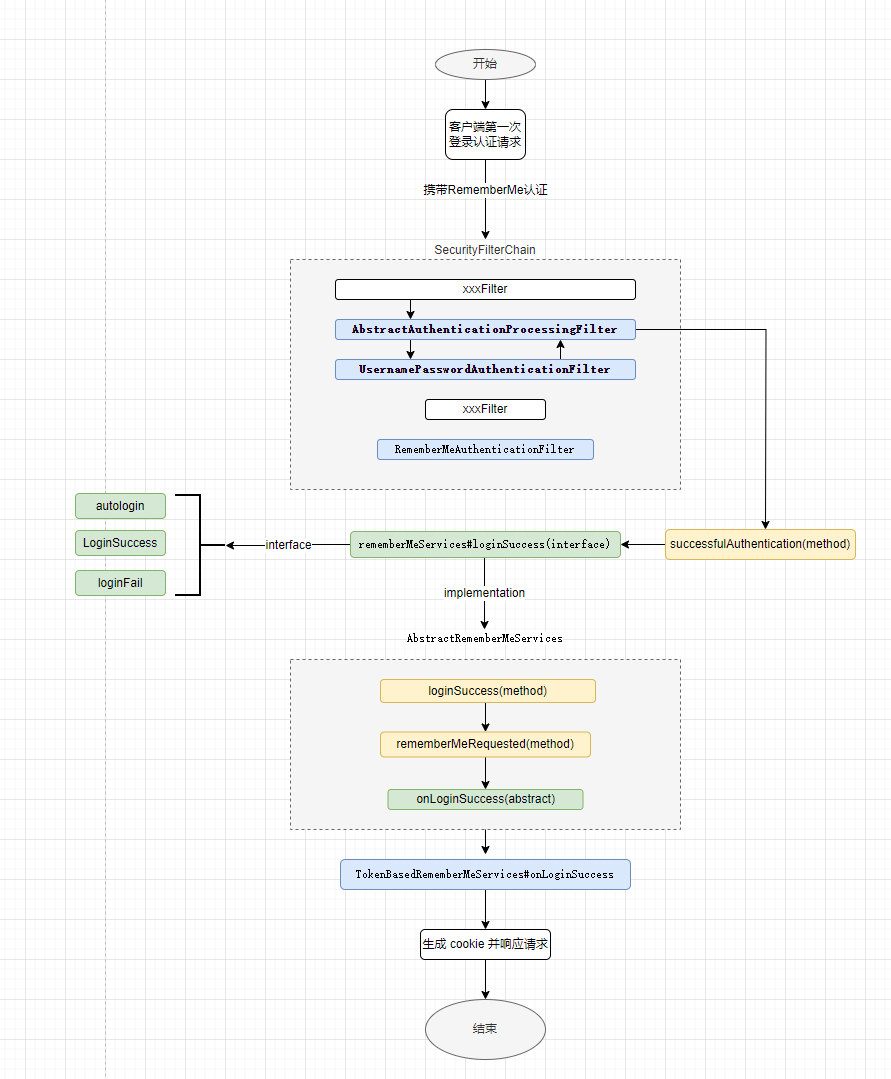 开始
客户端第一次
登录认证请求
携带RememberMe认证
SecurityFilterChain
xxxFilter
AbstractAuthenticationProcessingFilter
UsernamePasswordAuthenticationFilter
xxxFilter
RememberMeAuthenticationFilter
autologin
LoginSuccess
loginFail
interface
rememberMeServices#loginSuccess(interface)
successfulAuthentication(method)
implementation
AbstractRememberMeServices
loginSuccess(method)
rememberMeRequested(method)
onLoginSuccess(abstract)
TokenBasedRememberMeServices#onLoginSuccess
生成 cookie 并响应请求
结束